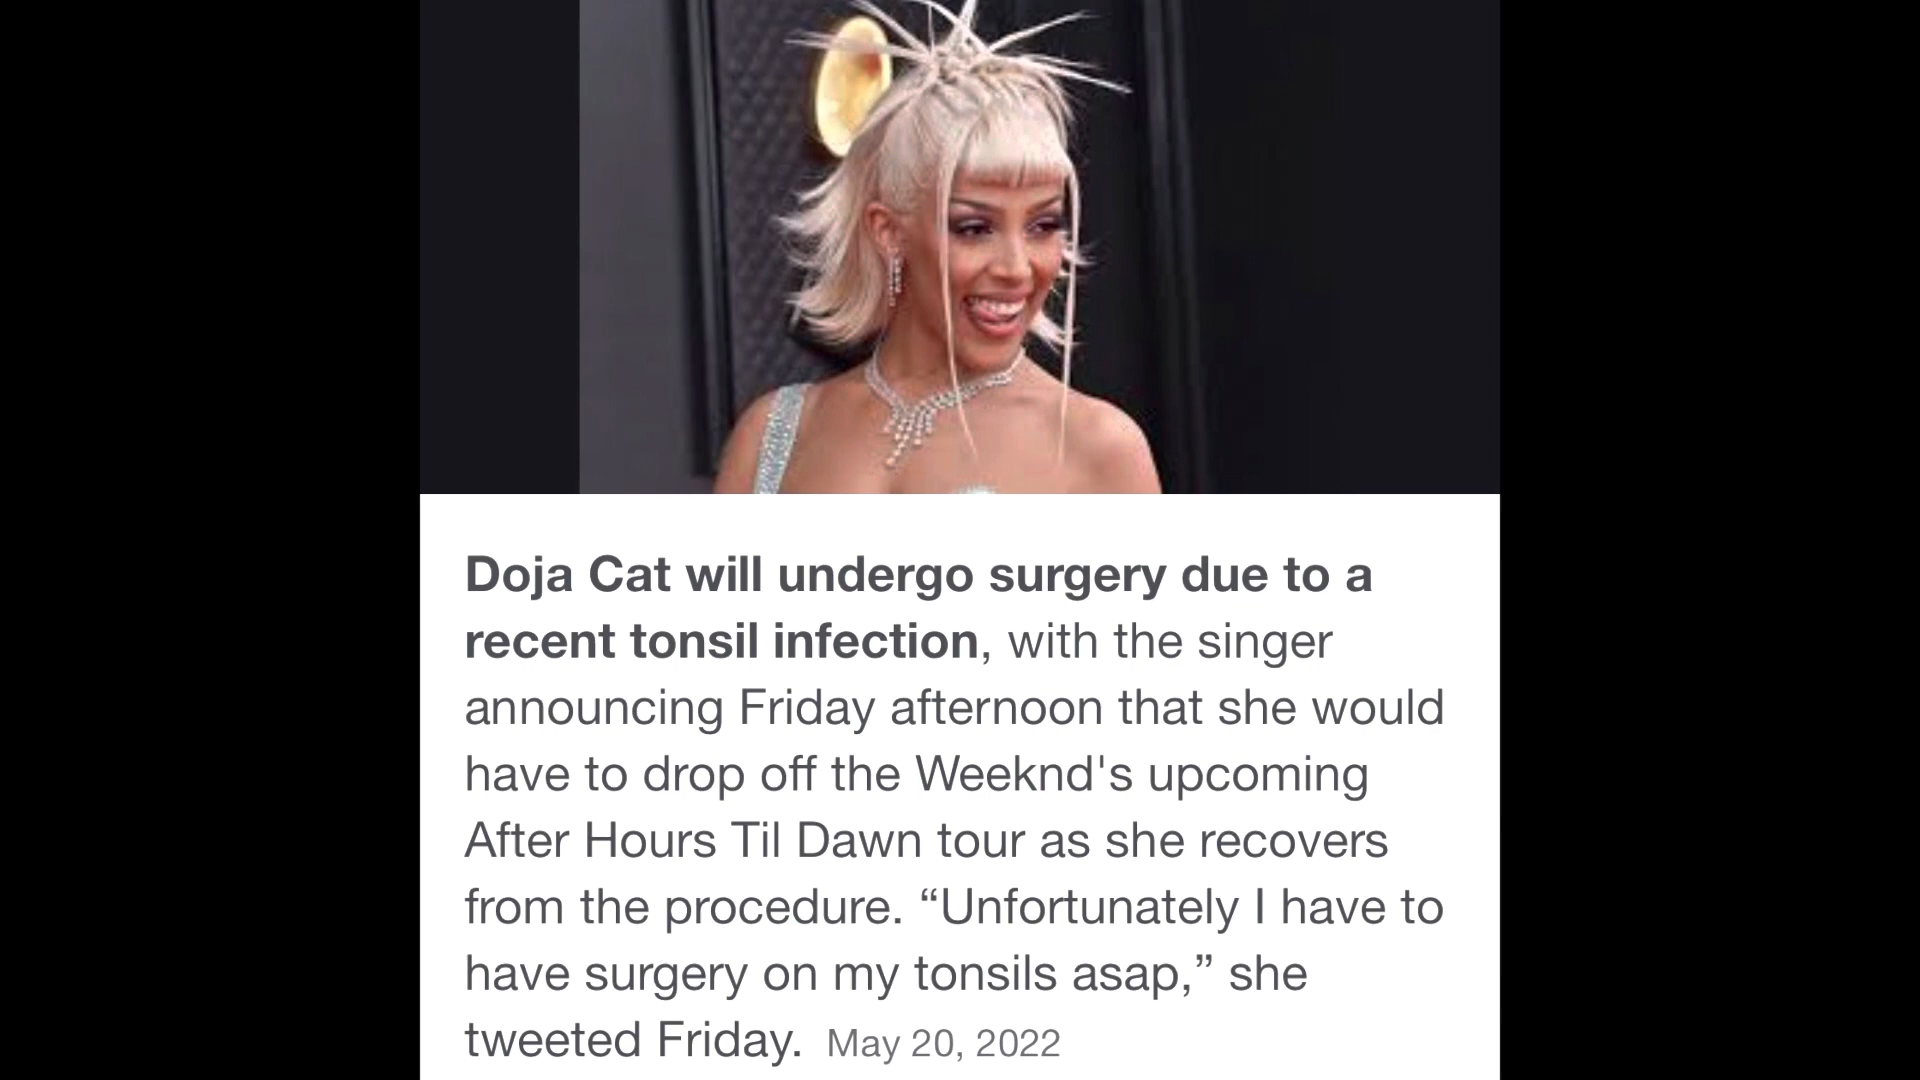 Doja Cat will undergo surgery due to a
recent tonsil infection, with the singer
announcing Friday afternoon that she would
have to drop off the Weeknd's upcoming
After Hours Til Dawn tour as she recovers
from the procedure. “Unfortunately I have to
have surgery on my tonsils asap,” she
tweeted Friday. May 20, 2022